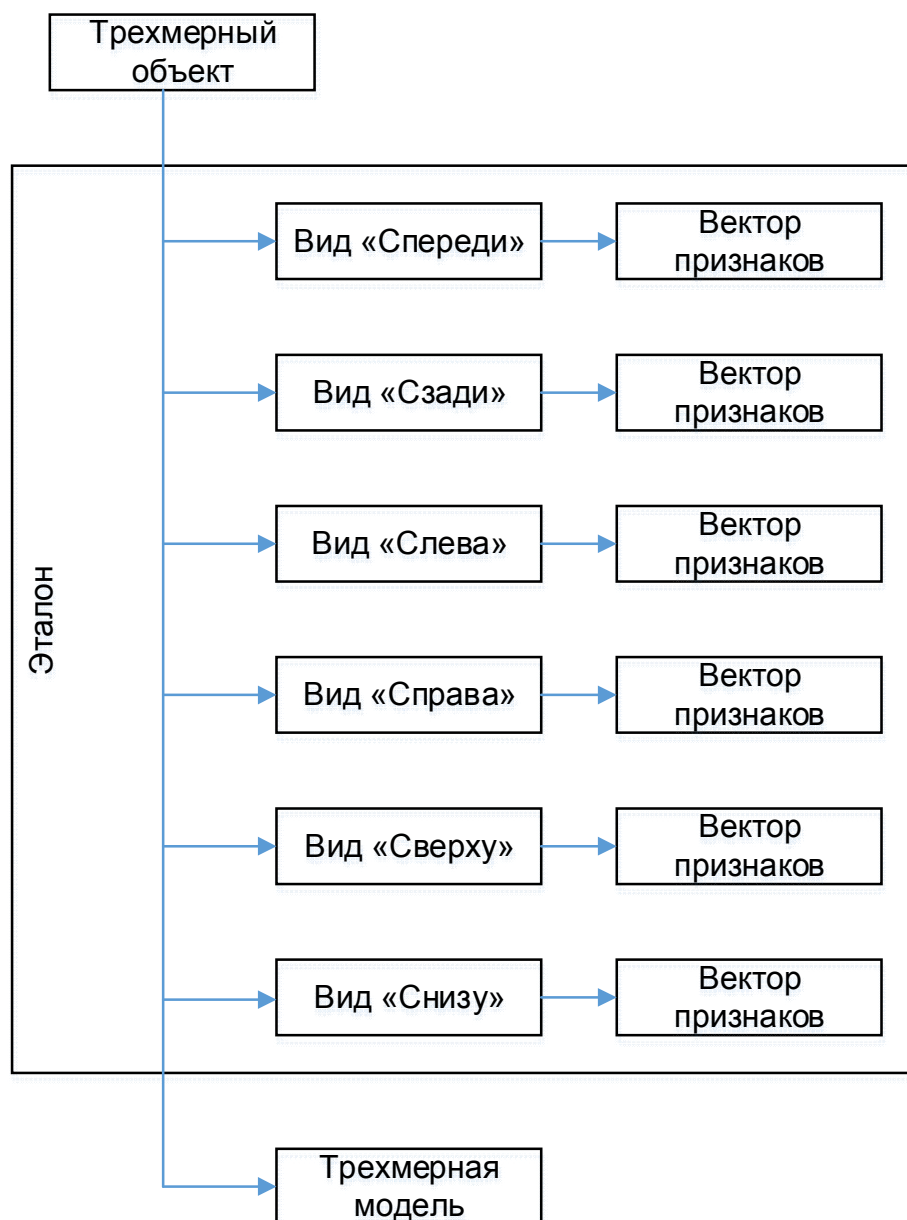 Трехмерный
объект
Вид «Спереди»
Вектор
признаков
Вид «Сзади»
Вектор
признаков
Вид «Слева»
Вектор
признаков
Эталон
Вид «Справа»
Вектор
признаков
Вид «Сверху»
Вектор
признаков
Вид «Снизу»
Вектор
признаков
Трехмерная
модель